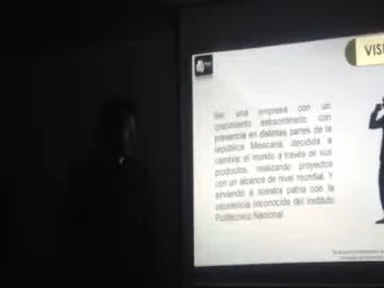 VISI
Ser una empresa con un
crecimiento extraordinario con
presencia en distintas partes de la
república Mexicana, decidida a
cambiar el mundo a través de sus
productos, realizando proyectos
con un alcance de nivel mundial. Y
sirviendo a nuestra patria con la
excelencia reconocida del Instituto
Politécnico Nacional.